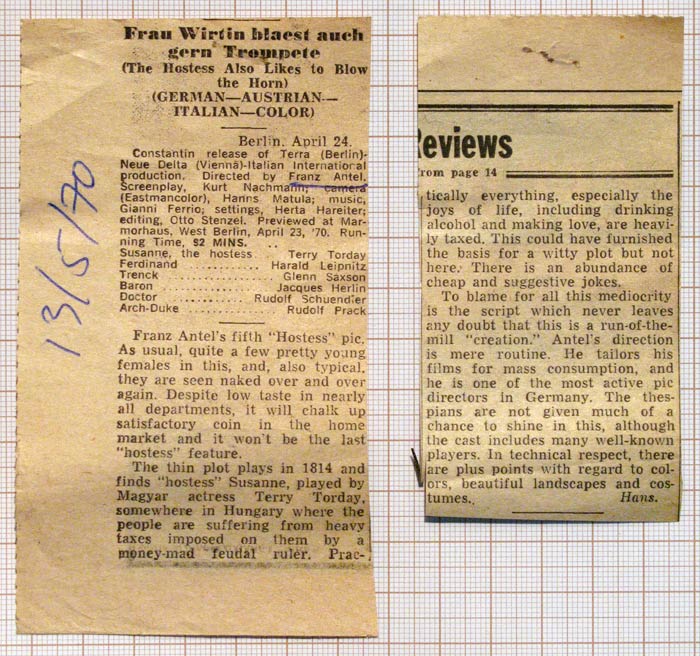 Frau Wirtin blaest auch
gern Trompete
(The Hostess Also Likes to Blow
the Horn)
(GERMAN—AUSTRIAN—
ITALIAN—COLOR)
Berlin, April 24.
Constantin release of Terra (Berlin)-
Neue Delta (Vienna)-Italian International
production. Directed by Franz Antel.
Screenplay, Kurt Nachmann; camera
(Eastmancolor), Hanns Matula; music,
Gianni Ferrio; settings, Herta Hareiter;
editing, Otto Stenzel. Previewed at Mar-
morhaus, West Berlin, April 23, '70. Run-
ning Time, 92 MINS.
Susanne, the hostess Terry Torday
Ferdinand ............ Harald Leipnitz
Trenck ............... Glenn Saxson
Baron .............. Jacques Herlin
Doctor .......... Rudolf Schuendler
Arch-Duke ............ Rudolf Prack
Franz Antel's fifth "Hostess" pic.
As usual, quite a few pretty young
females in this, and, also typical,
they are seen naked over and over
again. Despite low taste in nearly
all departments, it will chalk up
satisfactory coin in the home
market and it won't be the last
"hostess" feature.
The thin plot plays in 1814 and
finds "hostess" Susanne, played by
Magyar actress Terry Torday,
somewhere in Hungary where the
people are suffering from heavy
taxes imposed on them by a
money-mad feudal ruler. Prac-
13/5/70
Reviews
from page 14
tically everything, especially the
joys of life, including drinking
alcohol and making love, are heavi-
ly taxed. This could have furnished
the basis for a witty plot but not
here. There is an abundance of
cheap and suggestive jokes.
To blame for all this mediocrity
is the script which never leaves
any doubt that this is a run-of-the-
mill "creation." Antel's direction
is mere routine. He tailors his
films for mass consumption, and
he is one of the most active pic
directors in Germany. The thes-
pians are not given much of a
chance to shine in this, although
the cast includes many well-known
players. In technical respect, there
are plus points with regard to col-
ors, beautiful landscapes and cos-
tumes. Hans.